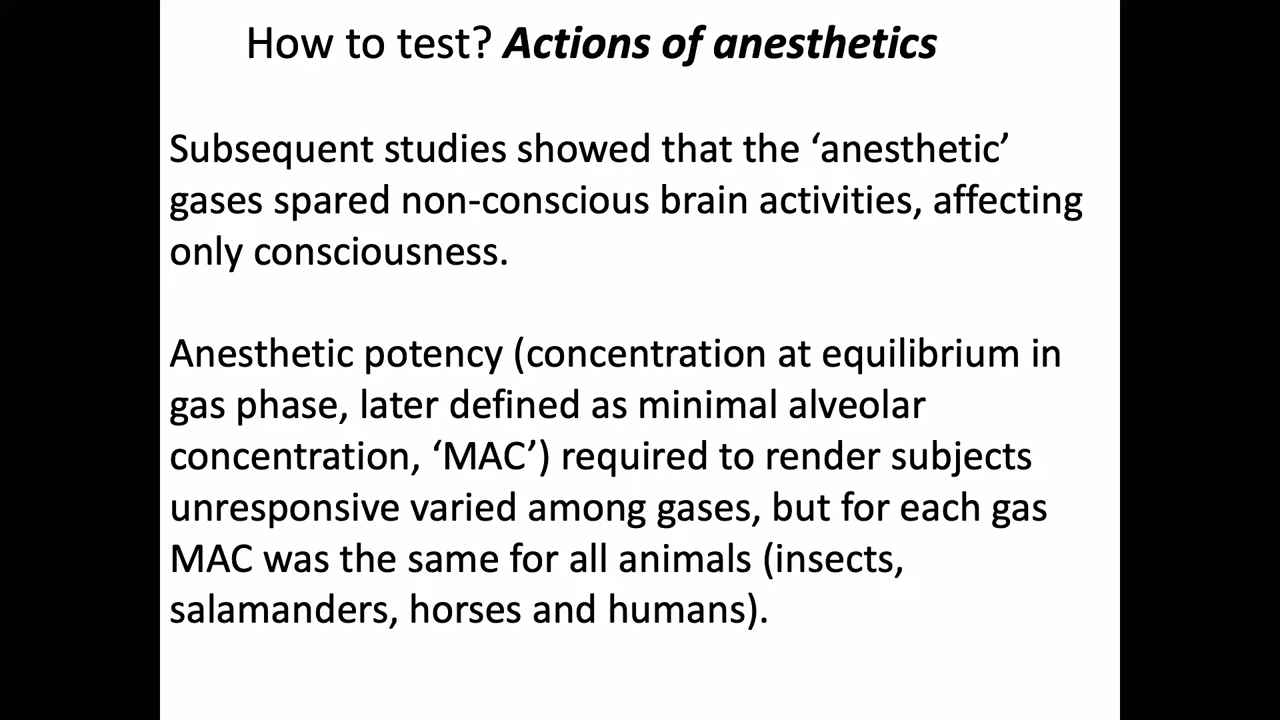 How to test? Actions of anesthetics
Subsequent studies showed that the ‘anesthetic’
gases spared non-conscious brain activities, affecting
only consciousness.
Anesthetic potency (concentration at equilibrium in
gas phase, later defined as minimal alveolar
concentration, ‘MAC’) required to render subjects
unresponsive varied among gases, but for each gas
MAC was the same for all animals (insects,
salamanders, horses and humans).